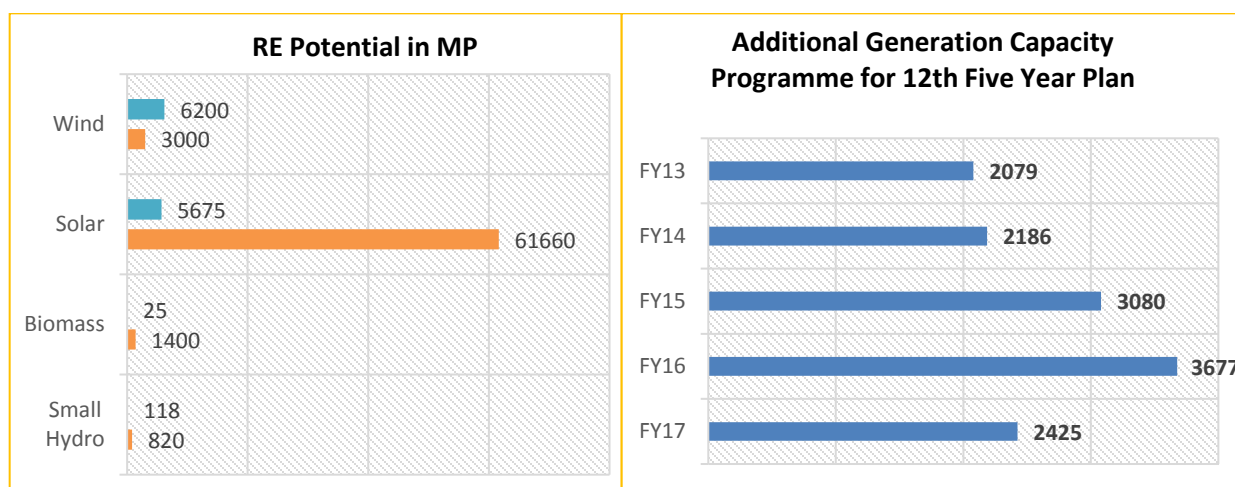 RE Potential in MP
Wind
6200
3000
Solar
5675
61660
Biomass
25
1400
Small
Hydro
118
820
Additional Generation Capacity
Programme for 12th Five Year Plan
FY13
2079
FY14
2186
FY15
3080
FY16
3677
FY17
2425